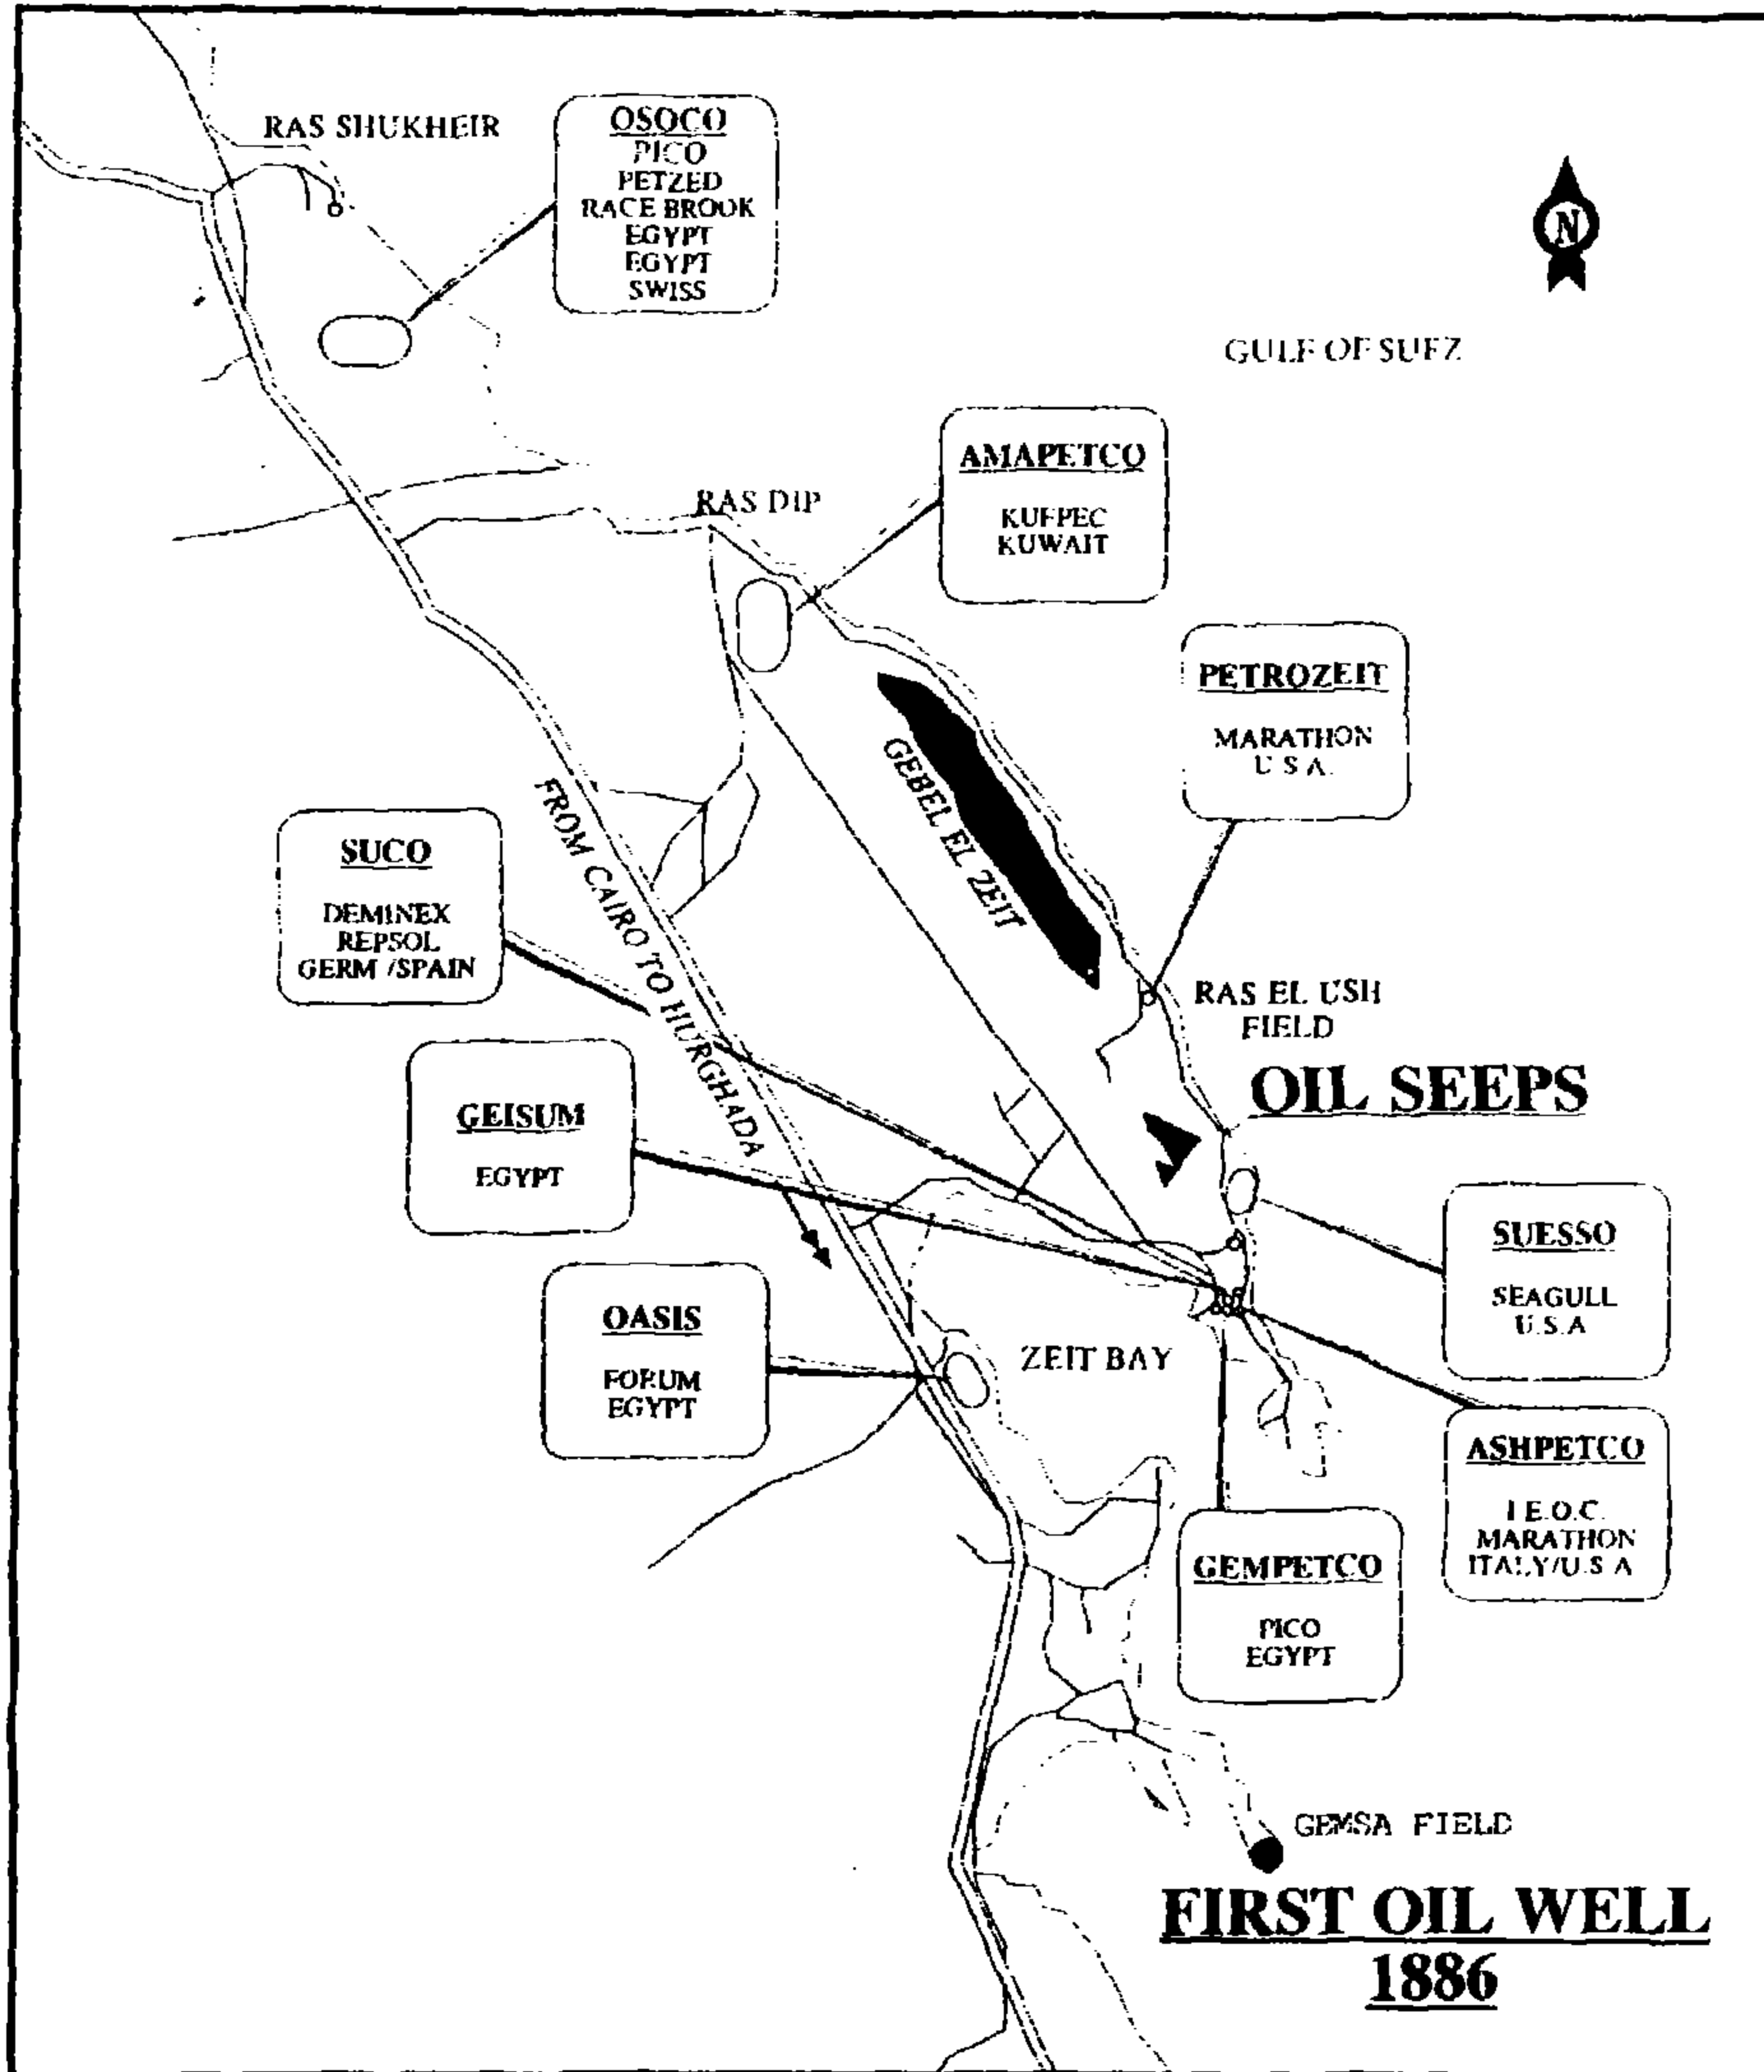 RAS SHUKHEIR
OSOCO
PICO
PETZED
RACE BROOK
EGYPT
EGYPT
SWISS
N
GULF OF SUEZ
AMAPETCO
KUFPEC
KUWAIT
RAS DIP
PETROZEIT
MARATHON
U.S.A.
GEBEL EL ZEIT
FROM CAIRO TO HURGHADA
SUCO
DEMINEX
REPSOL
GERM./SPAIN
RAS EL USH
FIELD
OIL SEEPS
GEISUM
EGYPT
SUESSO
SEAGULL
U.S.A
OASIS
FORUM
EGYPT
ZEIT BAY
ASHPETCO
I.E.O.C.
MARATHON
ITALY/U.S.A
GEMPETCO
PICO
EGYPT
GEMSA FIELD
FIRST OIL WELL
1886